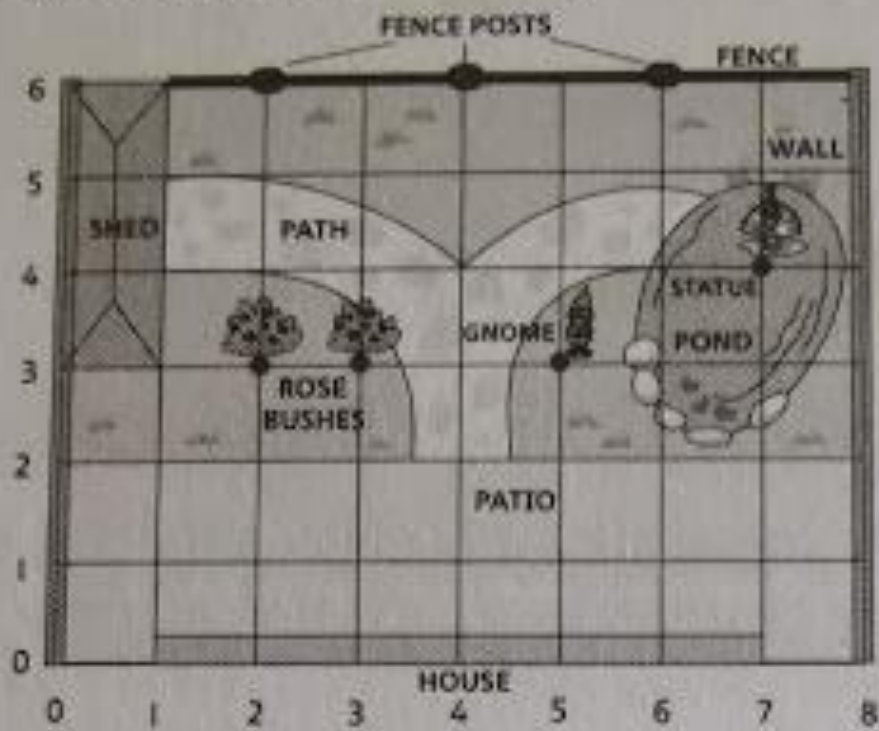 FENCE POSTS
FENCE
6
WALL
5
SHED
PATH
4
STATUE
GNOME
POND
3
ROSE
BUSHES
2
PATIO
1
0
HOUSE
0 1 2 3 4 5 6 7 8